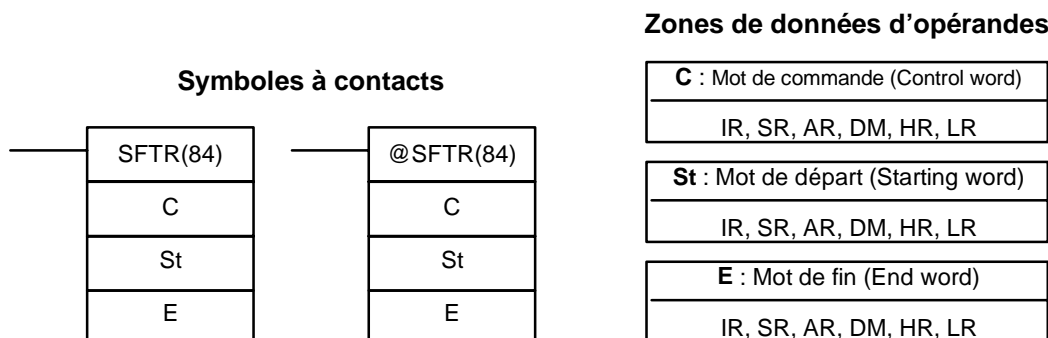 Symboles à contacts
SFTR(84)
C
St
E
@SFTR(84)
C
St
E
Zones de données d’opérandes
C : Mot de commande (Control word)
IR, SR, AR, DM, HR, LR
St : Mot de départ (Starting word)
IR, SR, AR, DM, HR, LR
E : Mot de fin (End word)
IR, SR, AR, DM, HR, LR